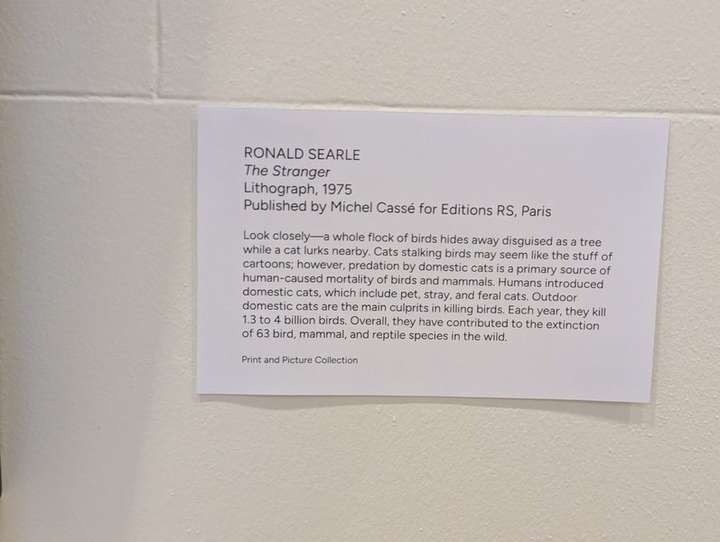 RONALD SEARLE
The Stranger
Lithograph, 1975
Published by Michel Cassé for Editions RS, Paris
Look closely—a whole flock of birds hides away disguised as a tree
while a cat lurks nearby. Cats stalking birds may seem like the stuff of
cartoons; however, predation by domestic cats is a primary source of
human-caused mortality of birds and mammals. Humans introduced
domestic cats, which include pet, stray, and feral cats. Outdoor
domestic cats are the main culprits in killing birds. Each year, they kill
1.3 to 4 billion birds. Overall, they have contributed to the extinction
of 63 bird, mammal, and reptile species in the wild.
Print and Picture Collection